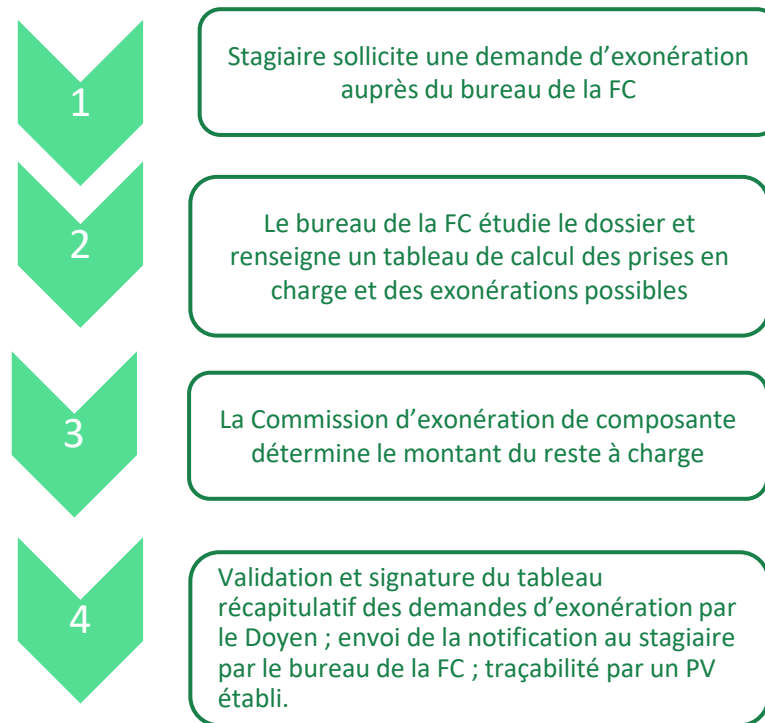 1
Stagiaire sollicite une demande d’exonération
auprès du bureau de la FC
2
Le bureau de la FC étudie le dossier et
renseigne un tableau de calcul des prises en
charge et des exonérations possibles
3
La Commission d’exonération de composante
détermine le montant du reste à charge
4
Validation et signature du tableau
récapitulatif des demandes d’exonération par
le Doyen ; envoi de la notification au stagiaire
par le bureau de la FC ; traçabilité par un PV
établi.